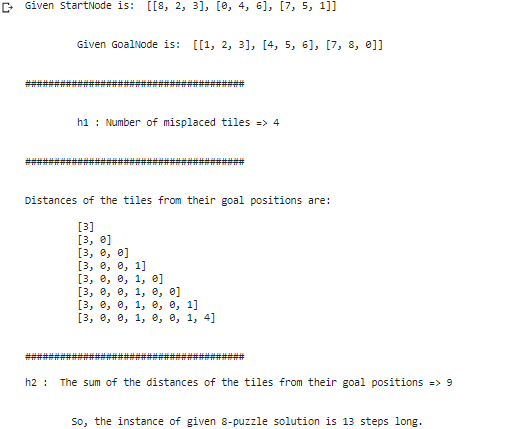 Given StartNode is: [[8, 2, 3], [0, 4, 6], [7, 5, 1]]
Given GoalNode is: [[1, 2, 3], [4, 5, 6], [7, 8, 0]]
########################################
h1 : Number of misplaced tiles => 4
########################################
Distances of the tiles from their goal positions are:
[3]
[3, 0]
[3, 0, 0]
[3, 0, 0, 1]
[3, 0, 0, 1, 0]
[3, 0, 0, 1, 0, 0]
[3, 0, 0, 1, 0, 0, 1]
[3, 0, 0, 1, 0, 0, 1, 4]
########################################
h2 : The sum of the distances of the tiles from their goal positions => 9
So, the instance of given 8-puzzle solution is 13 steps long.